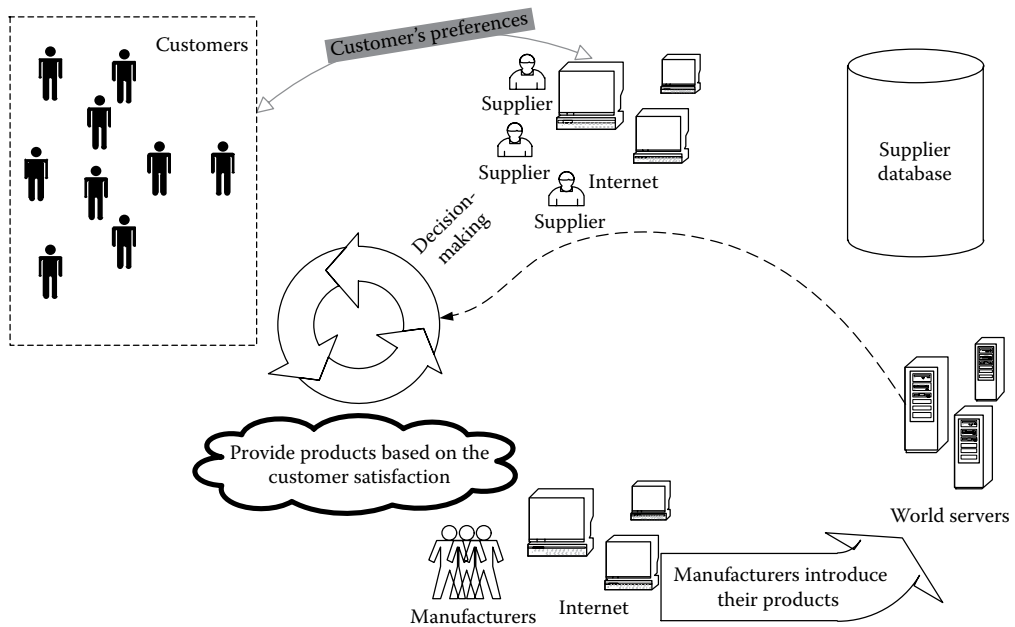 Customers
Customer’s preferences
Supplier
Supplier
Supplier
Internet
Supplier
database
Decision-
making
Provide products based on the
customer satisfaction
World servers
Manufacturers
Internet
Manufacturers introduce
their products